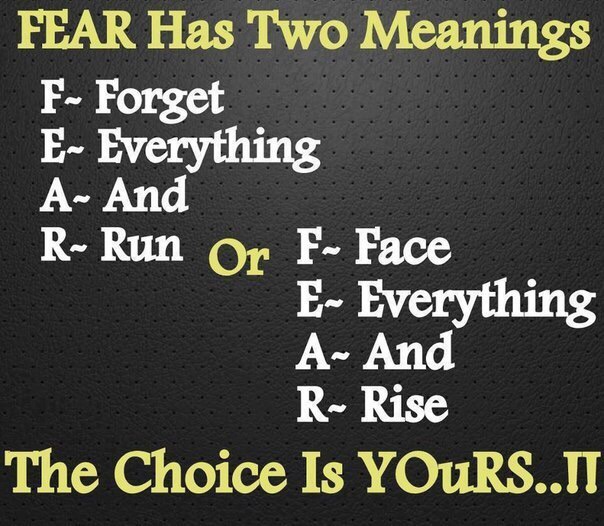 FEAR Has Two Meanings
F~ Forget
E~ Everything
A~ And
R~ Run
Or
F~ Face
E~ Everything
A~ And
R~ Rise
The Choice Is YOuRS..!!